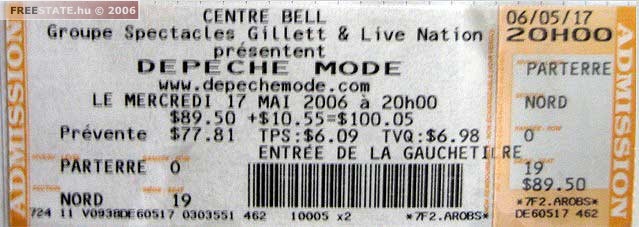 FREESTATE.hu © 2006
CENTRE BELL
Groupe Spectacles Gillett & Live Nation
présentent
DEPECHE MODE
www.depechemode.com
LE MERCREDI 17 MAI 2006 à 20h00
$89.50 +$10.55=$100.05
Prévente $77.81 TPS:$6.09 TVQ:$6.98
ENTRÉE DE LA GAUCHETIERE
PARTERRE 0
NORD 19
724 11 V0938DE60517 0303551 462 10005 x2 *7F2.AROBS*
ADMISSION
06/05/17
20H00
PARTERRE
NORD
0
19
$89.50
*7F2.AROBS*
DE60517 462
ADMISSION